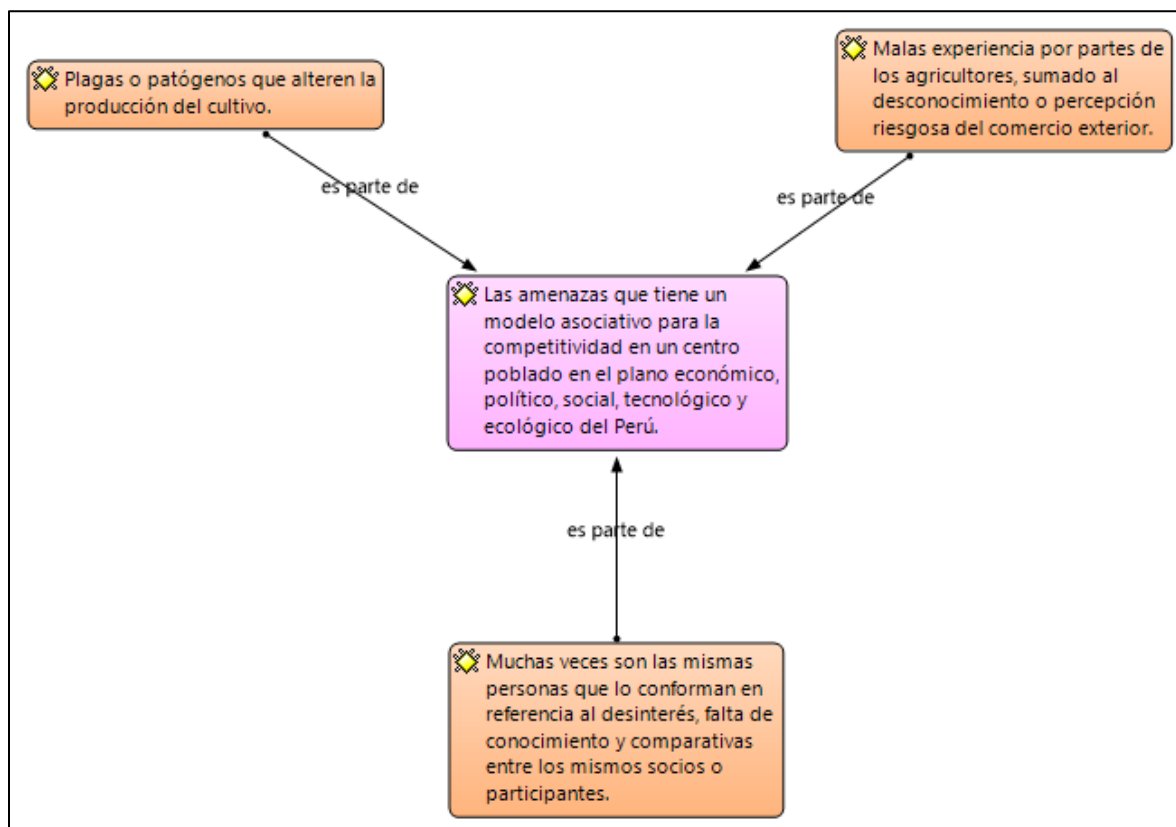 Plagas o patógenos que alteren la
producción del cultivo.
Malas experiencia por partes de
los agricultores, sumado al
desconocimiento o percepción
riesgosa del comercio exterior.
es parte de
es parte de
Las amenazas que tiene un
modelo asociativo para la
competitividad en un centro
poblado en el plano económico,
político, social, tecnológico y
ecológico del Perú.
es parte de
Muchas veces son las mismas
personas que lo conforman en
referencia al desinterés, falta de
conocimiento y comparativas
entre los mismos socios o
participantes.